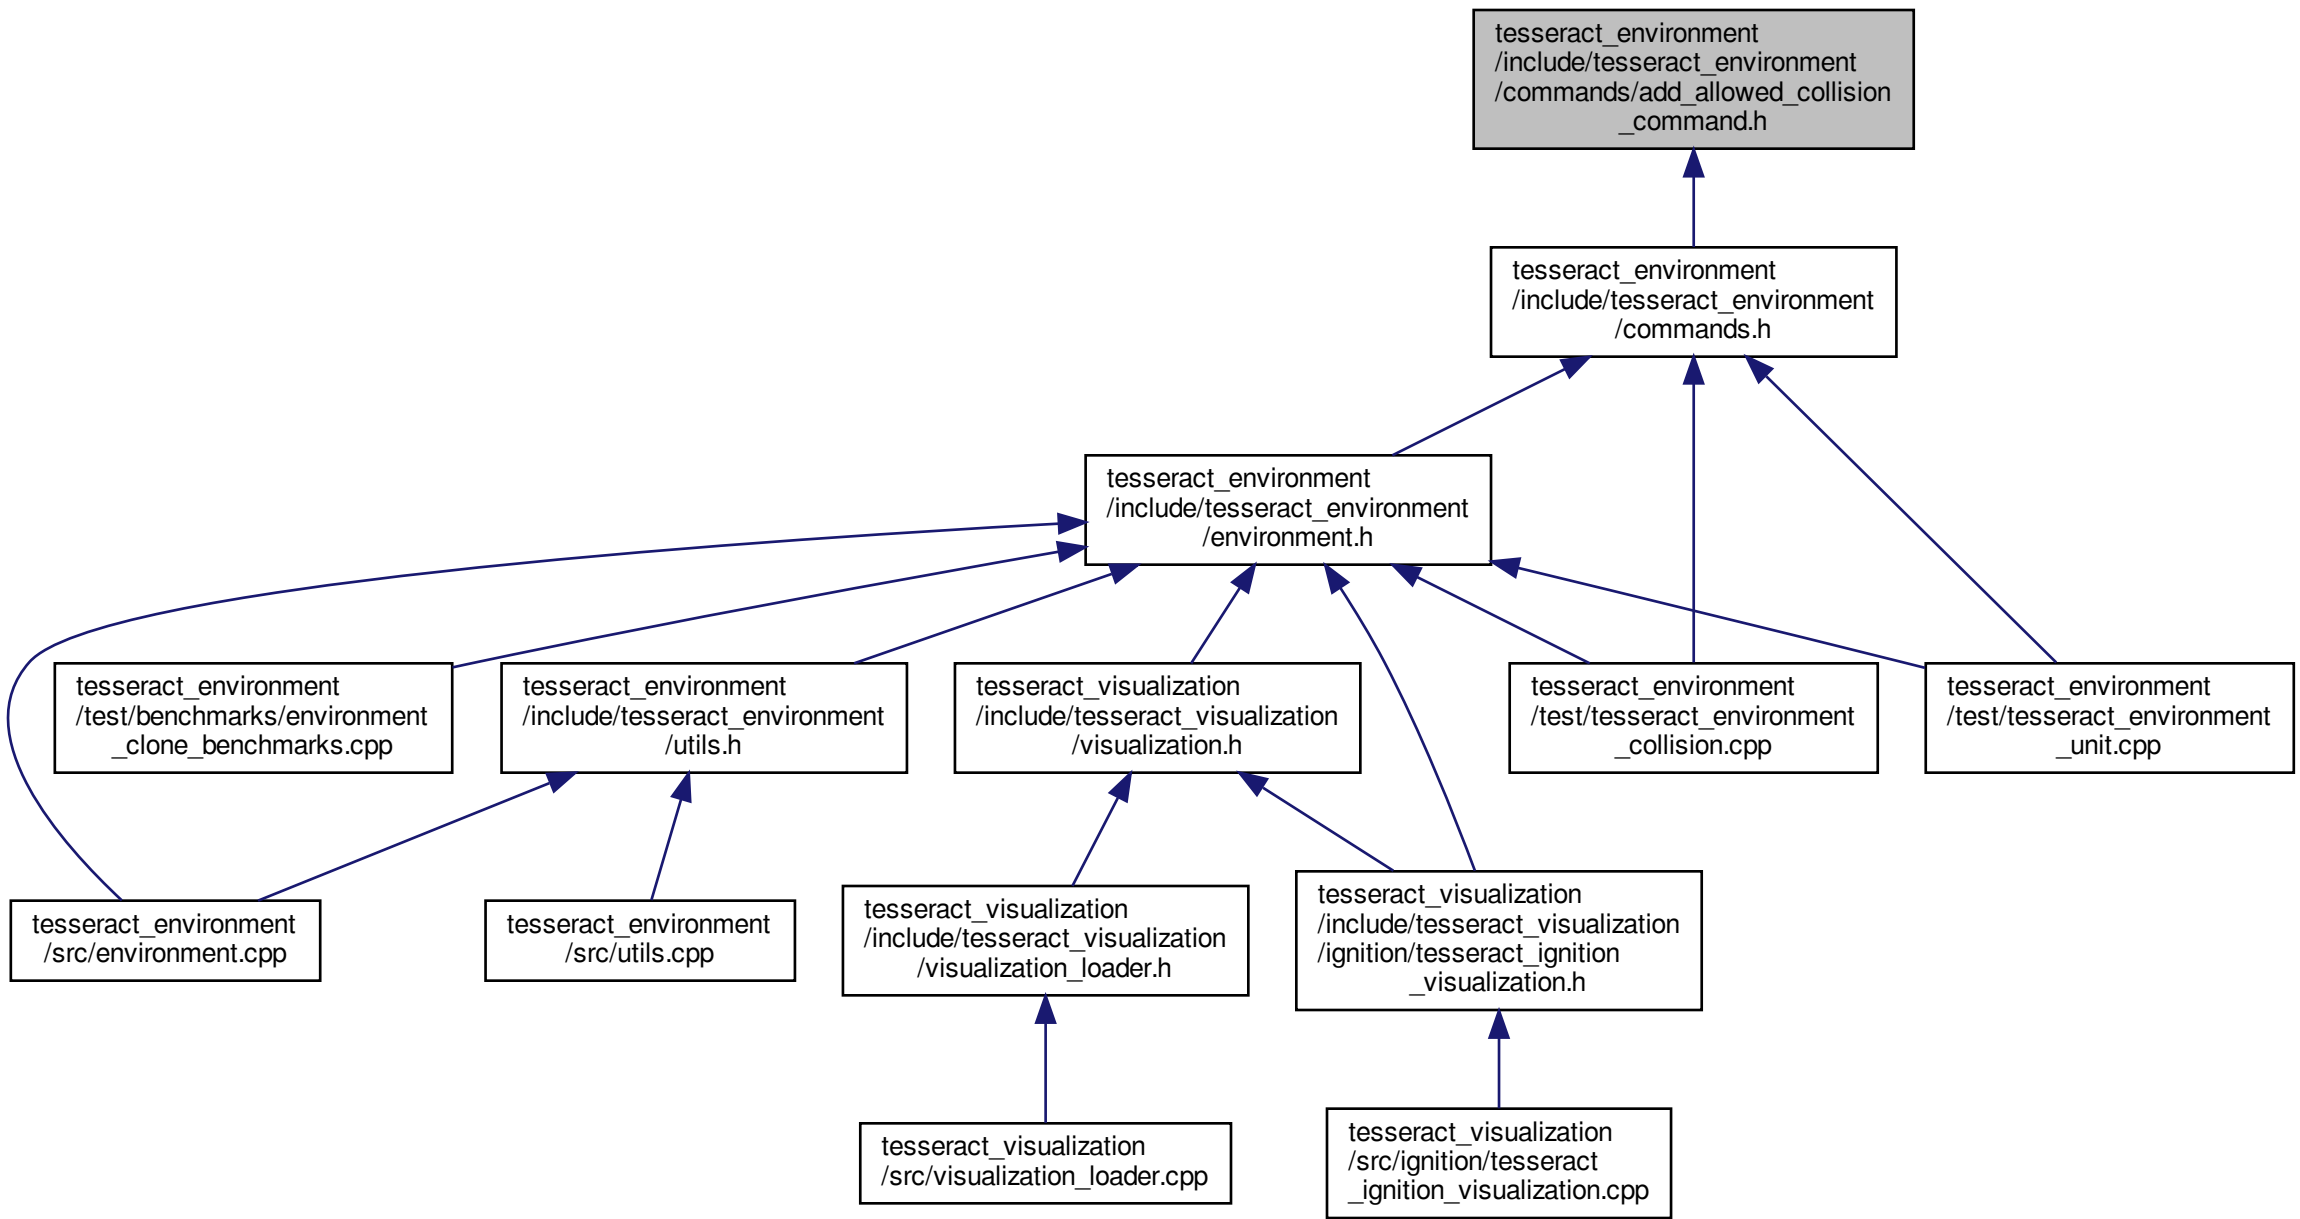 tesseract_environment
/include/tesseract_environment
/commands/add_allowed_collision
_command.h
tesseract_environment
/include/tesseract_environment
/commands.h
tesseract_environment
/include/tesseract_environment
/environment.h
tesseract_environment
/test/benchmarks/environment
_clone_benchmarks.cpp
tesseract_environment
/include/tesseract_environment
/utils.h
tesseract_visualization
/include/tesseract_visualization
/visualization.h
tesseract_environment
/test/tesseract_environment
_collision.cpp
tesseract_environment
/test/tesseract_environment
_unit.cpp
tesseract_environment
/src/environment.cpp
tesseract_environment
/src/utils.cpp
tesseract_visualization
/include/tesseract_visualization
/visualization_loader.h
tesseract_visualization
/include/tesseract_visualization
/ignition/tesseract_ignition
_visualization.h
tesseract_visualization
/src/visualization_loader.cpp
tesseract_visualization
/src/ignition/tesseract
_ignition_visualization.cpp